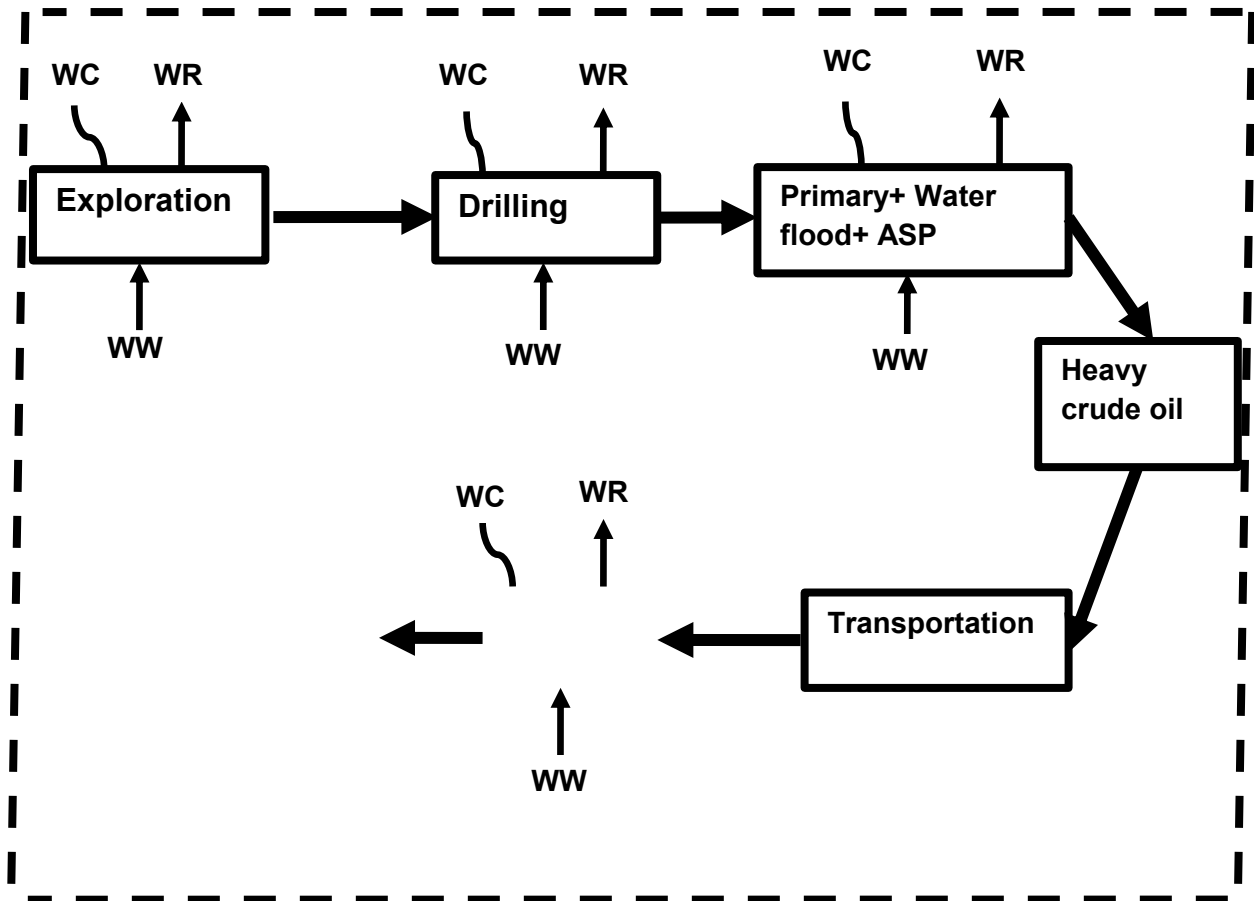 WC WR
WC WR
WC WR
Exploration
Drilling
Primary+ Water
flood+ ASP
WW
WW
WW
Heavy
crude oil
WC WR
Transportation
WW